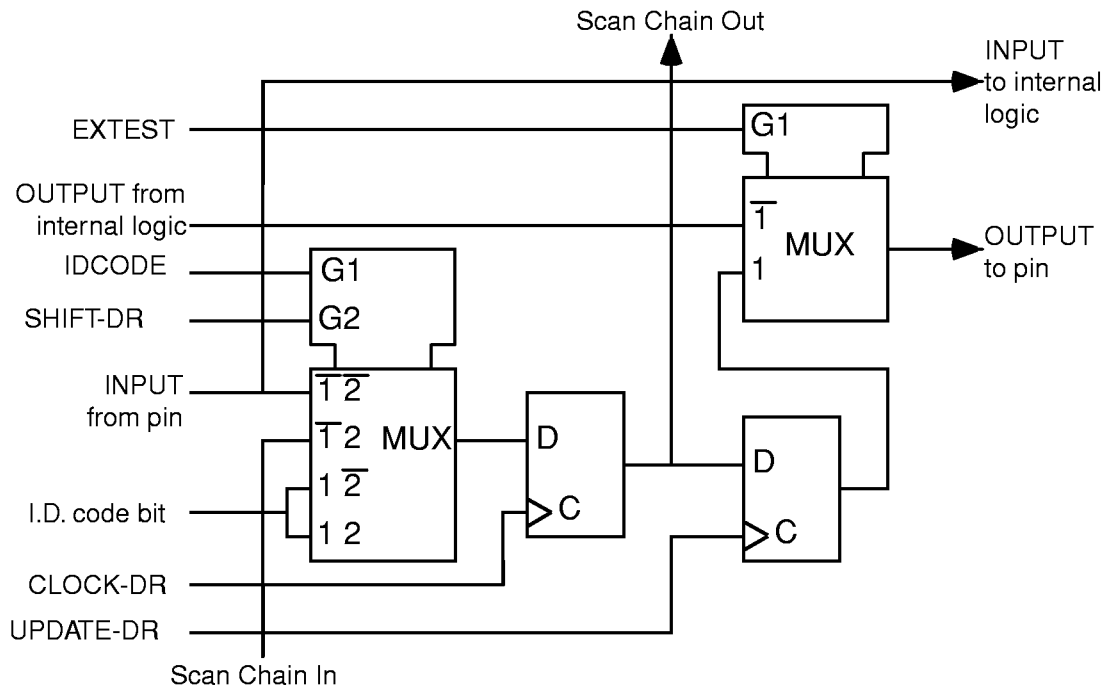 Scan Chain Out
INPUT
to internal
logic
EXTEST
G1
OUTPUT from
internal logic
1̅
MUX
1
OUTPUT
to pin
IDCODE
G1
SHIFT-DR
G2
INPUT
from pin
1̅ 2̅
1̅ 2
MUX
1 2̅
1 2
I.D. code bit
D
C
D
C
CLOCK-DR
UPDATE-DR
Scan Chain In